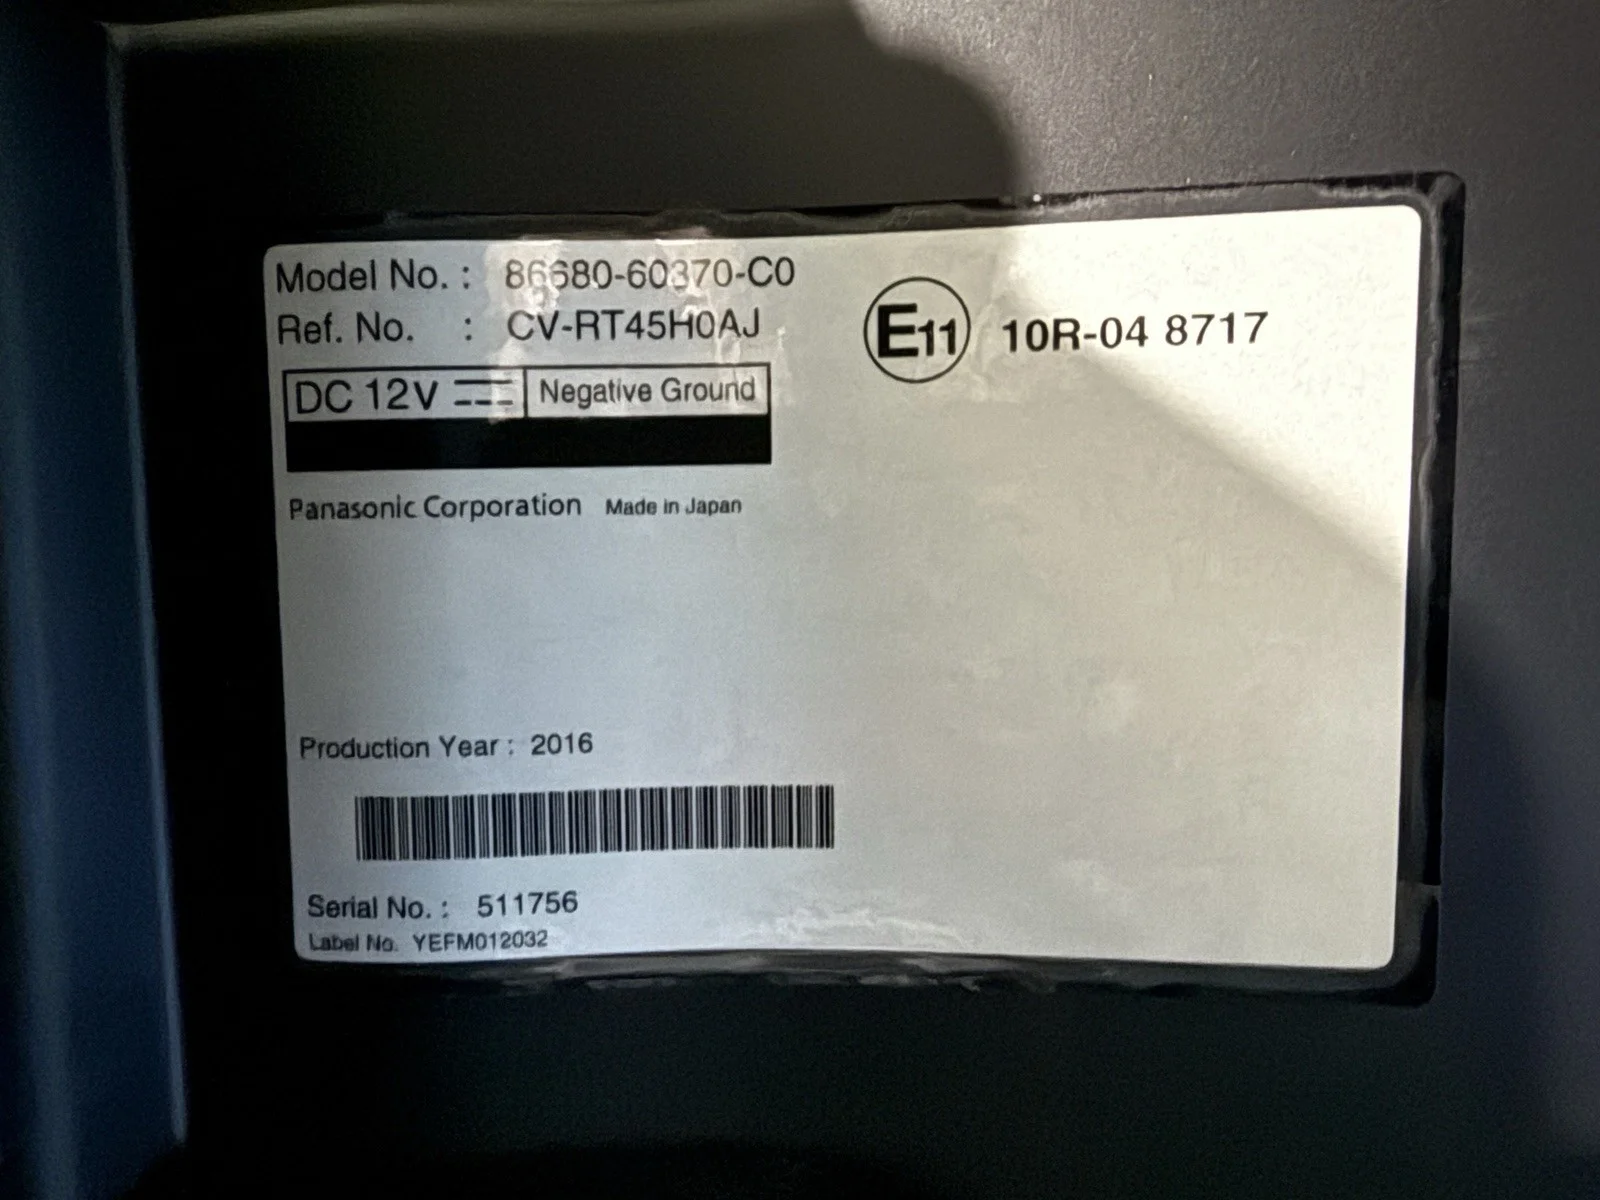 Model No. : 86680-60370-C0
Ref. No. : CV-RT45H0AJ
E11 10R-04 8717
DC 12V Negative Ground
Panasonic Corporation Made in Japan
Production Year : 2016
Serial No. : 511756
Label No. YEFM012032